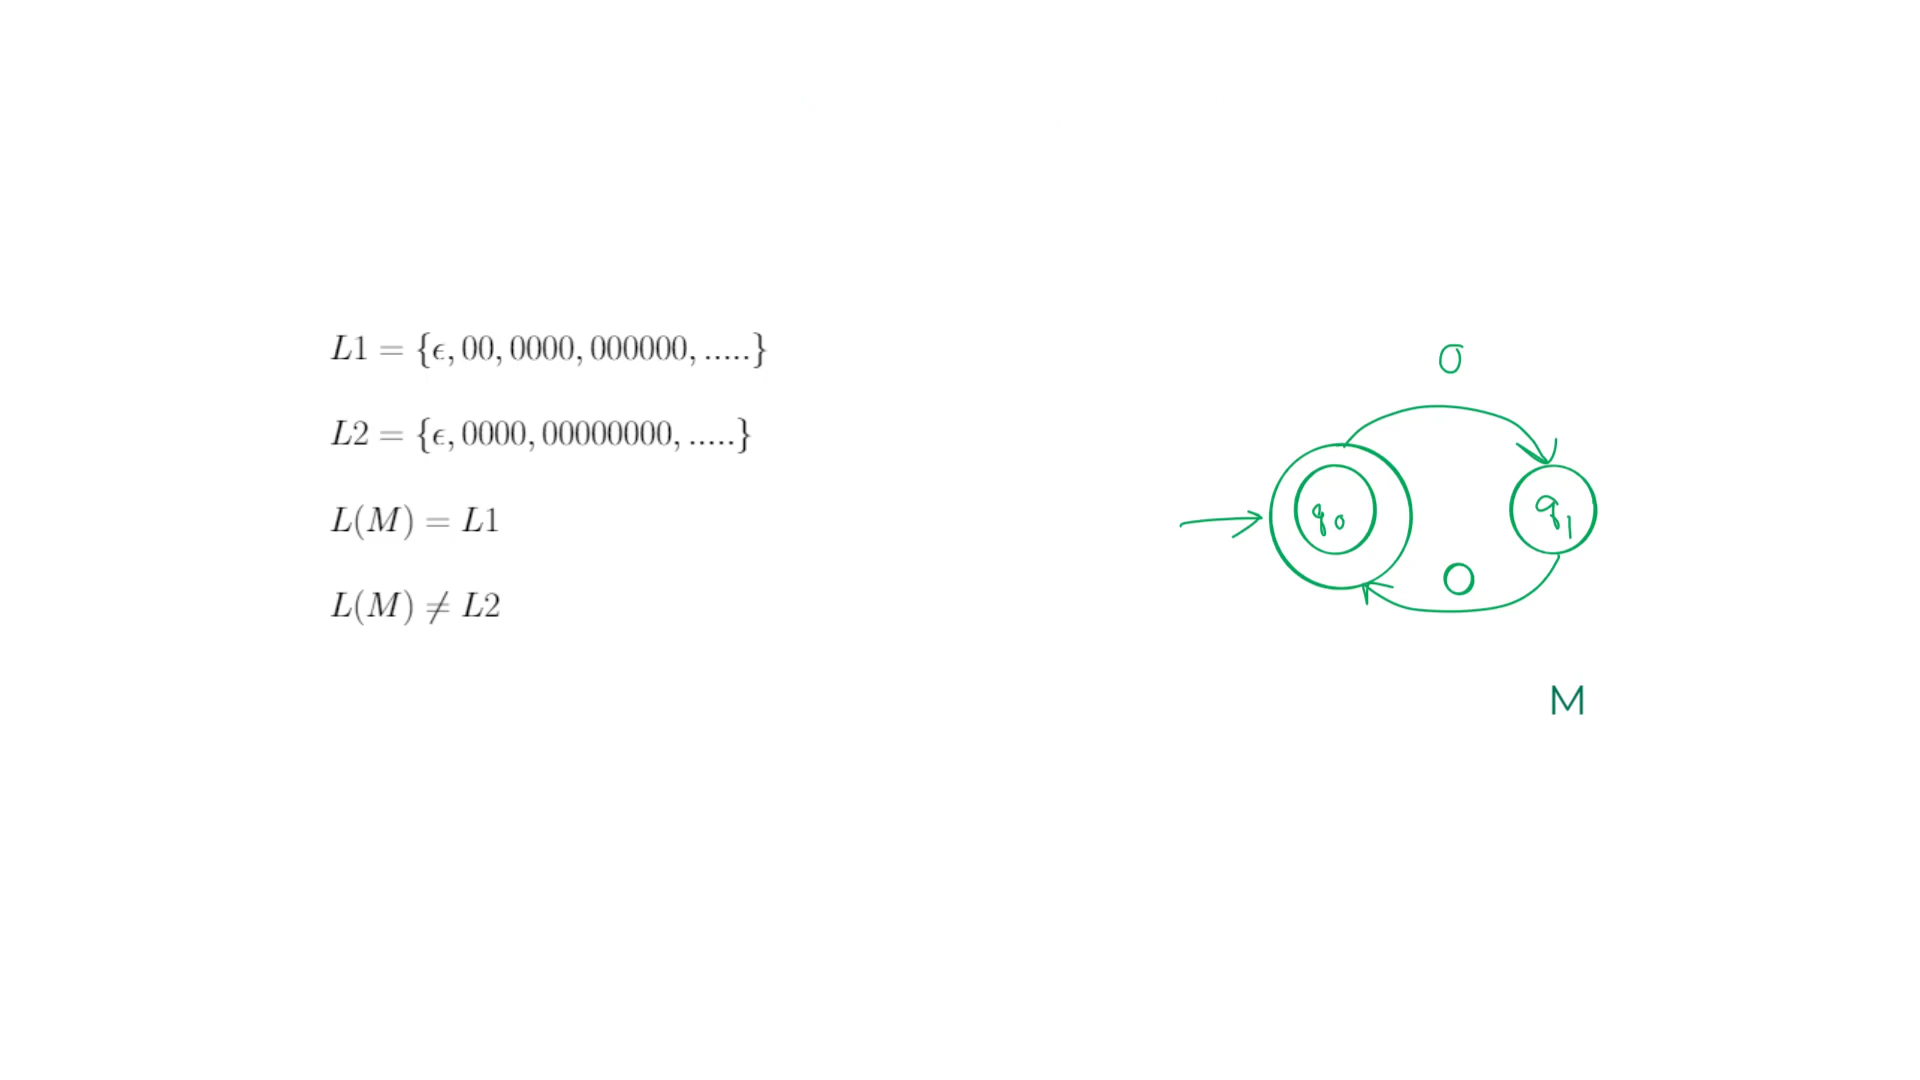 L1 = {ϵ, 00, 0000, 000000, .....}
L2 = {ϵ, 0000, 00000000, .....}
L(M) = L1
L(M) ≠ L2
0
q0
q1
0
M